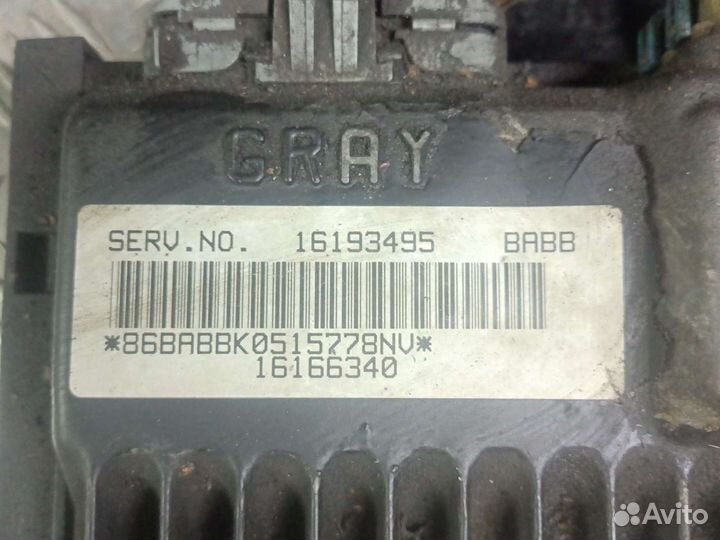 GRAY
SERV.NO. 16193495 BABB
*86BABBK0515778NV*
16166340
Avito